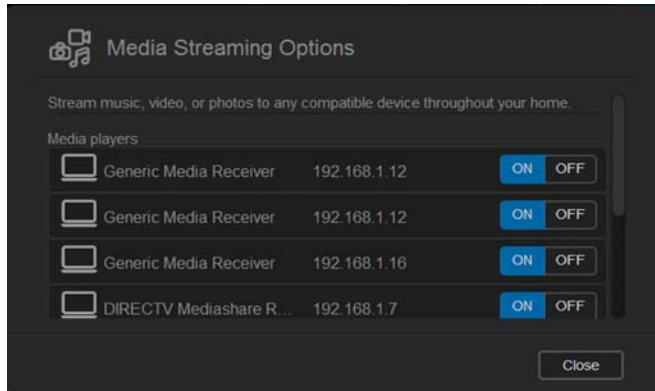 Media Streaming Options
Stream music, video, or photos to any compatible device throughout your home.
Media players
Generic Media Receiver 192.168.1.12 ON OFF
Generic Media Receiver 192.168.1.12 ON OFF
Generic Media Receiver 192.168.1.16 ON OFF
DIRECTV Mediashare R... 192.168.1.7 ON OFF
Close